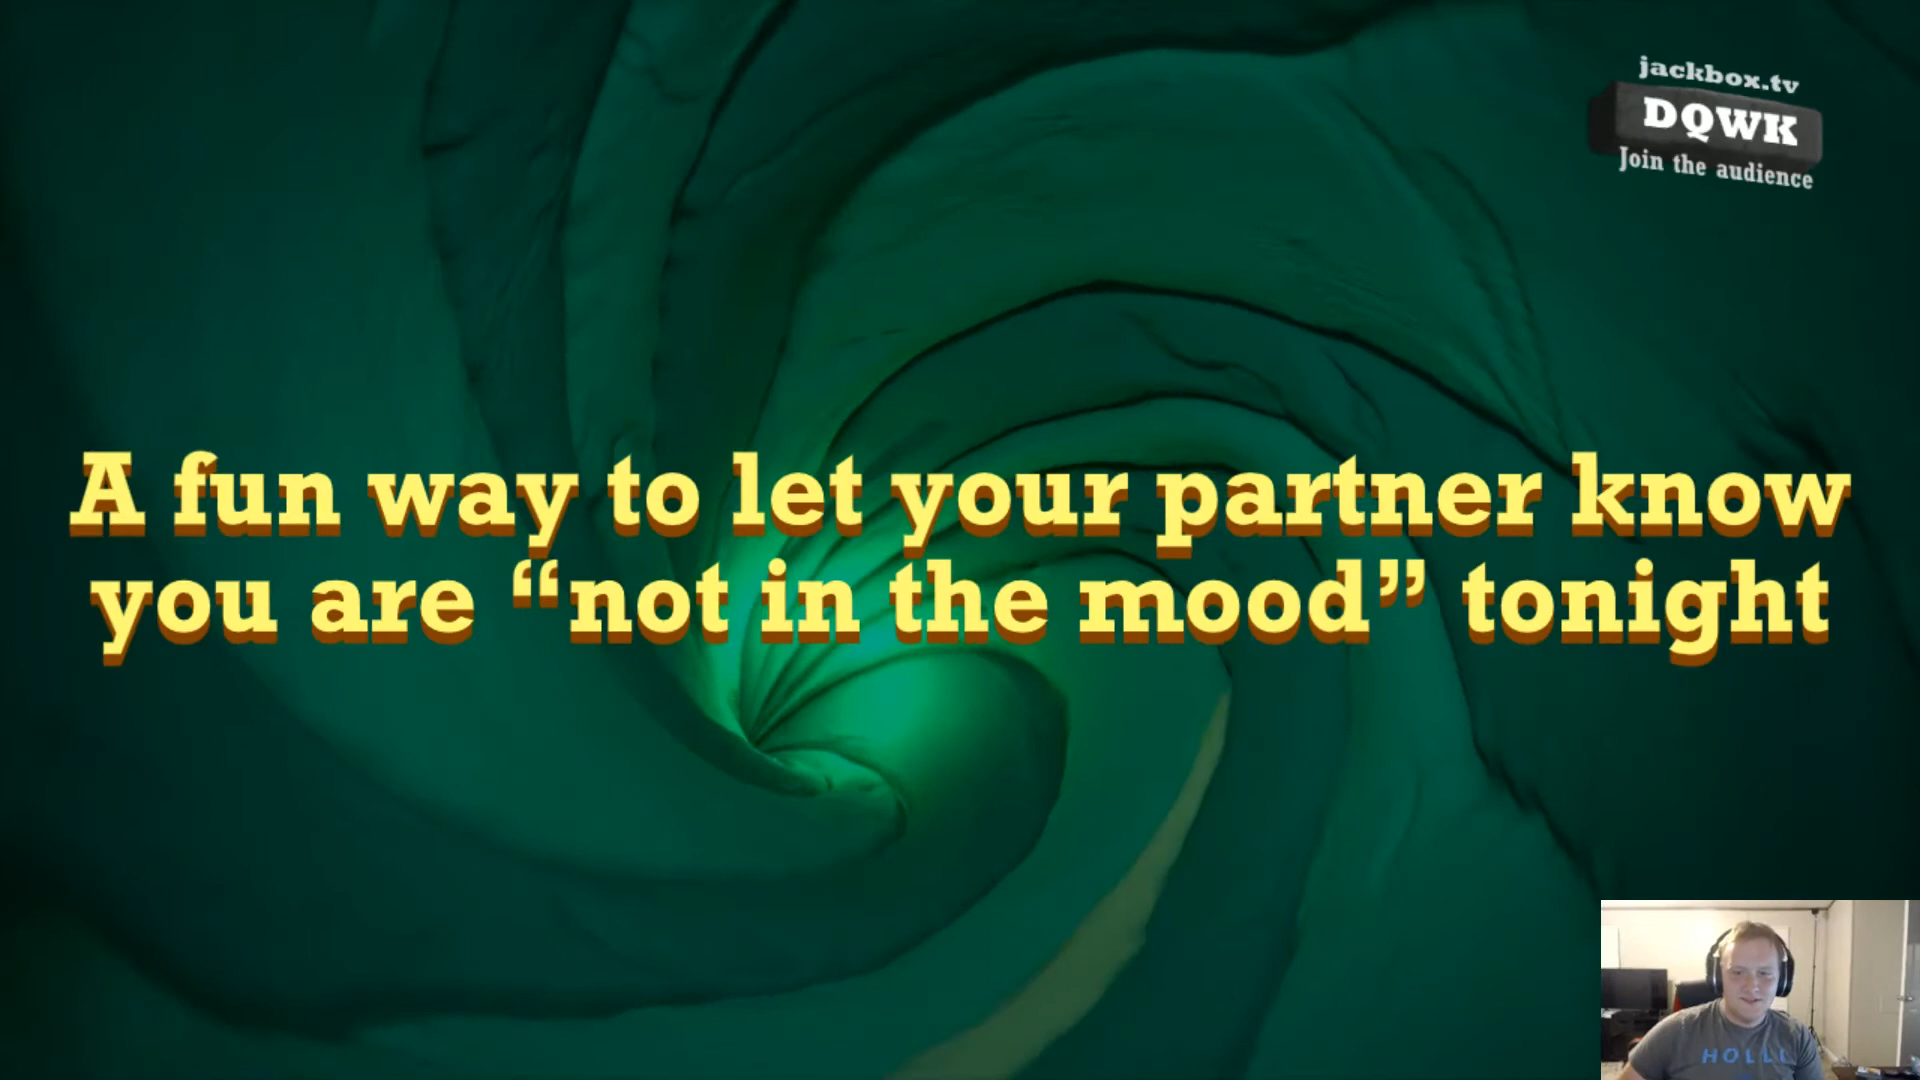 jackbox.tv
DQWK
Join the audience
A fun way to let your partner know
you are “not in the mood” tonight
HOLL